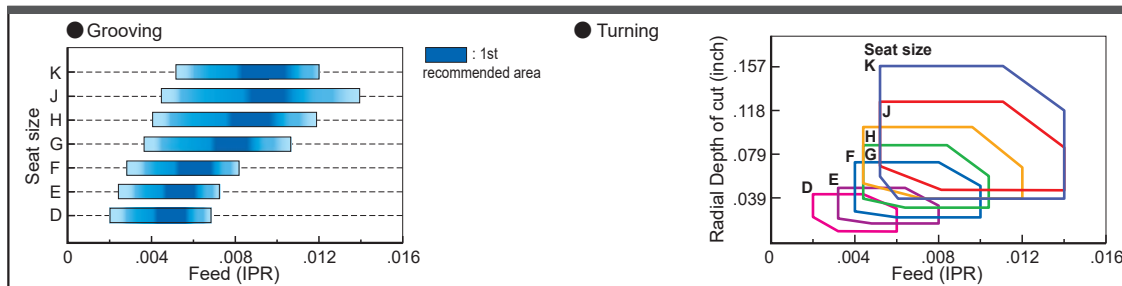 Grooving
: 1st
recommended area
Seat size
K
J
H
G
F
E
D
0
.004
.008
.012
.016
Feed (IPR)
Turning
Radial Depth of cut (inch)
.157
.118
.079
.039
Seat size
K
J
H
G
F
E
D
0
.004
.008
.012
.016
Feed (IPR)